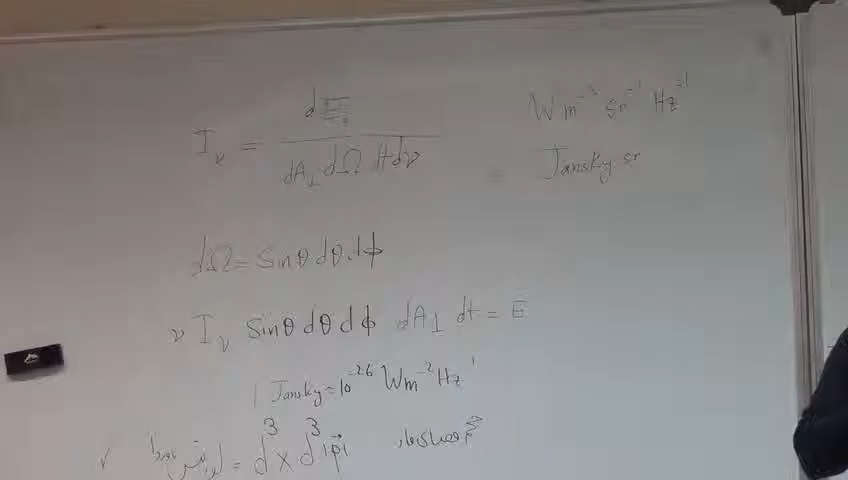 I_ν = dE / dA⊥ dΩ dt dν
W m⁻² sr⁻¹ Hz⁻¹
Jansky sr
dΩ = Sinθ dθ dϕ
ν I_ν Sinθ dθ dϕ dA⊥ dt = E
1 Jansky = 10⁻²⁶ W m⁻² Hz⁻¹
= d³x d³|p⃗|